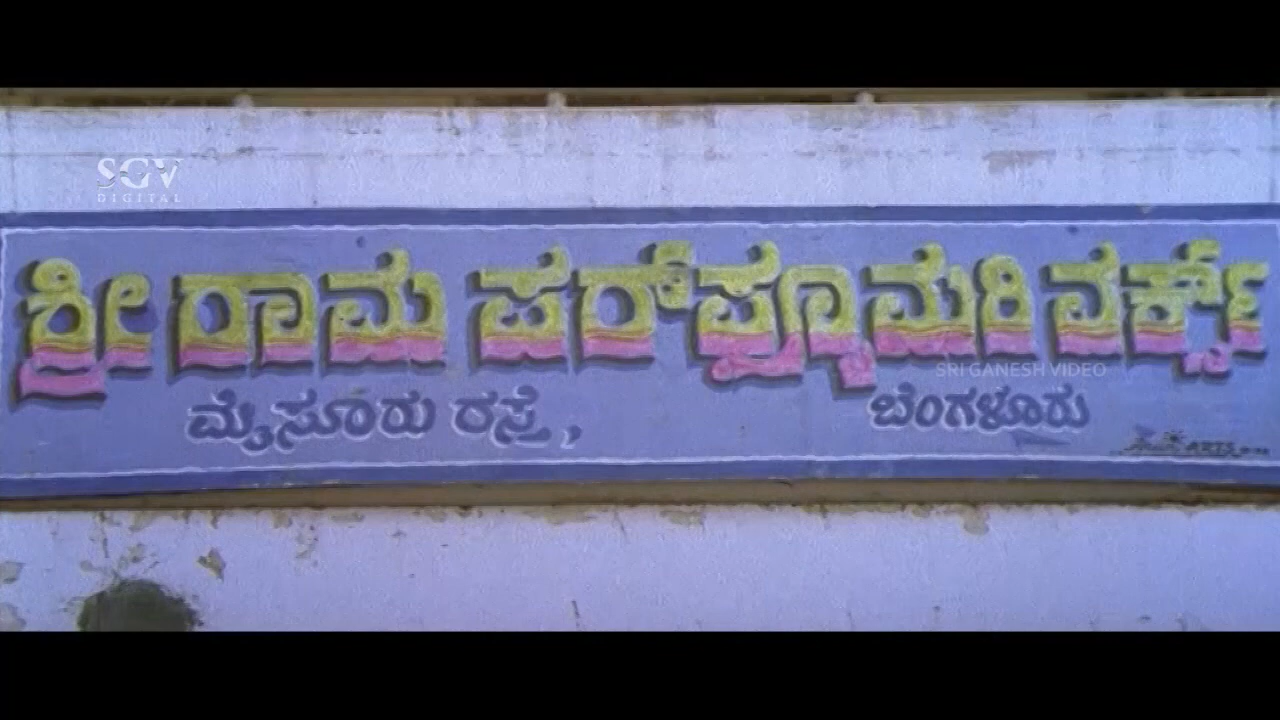 SGV
DIGITAL
ಶ್ರೀ ರಾಮ ಪರ್‌ಫ್ಯೂಮರಿ ವರ್ಕ್ಸ್
SRI GANESH VIDEO
ಮೈಸೂರು ರಸ್ತೆ, ಬೆಂಗಳೂರು
ARTS